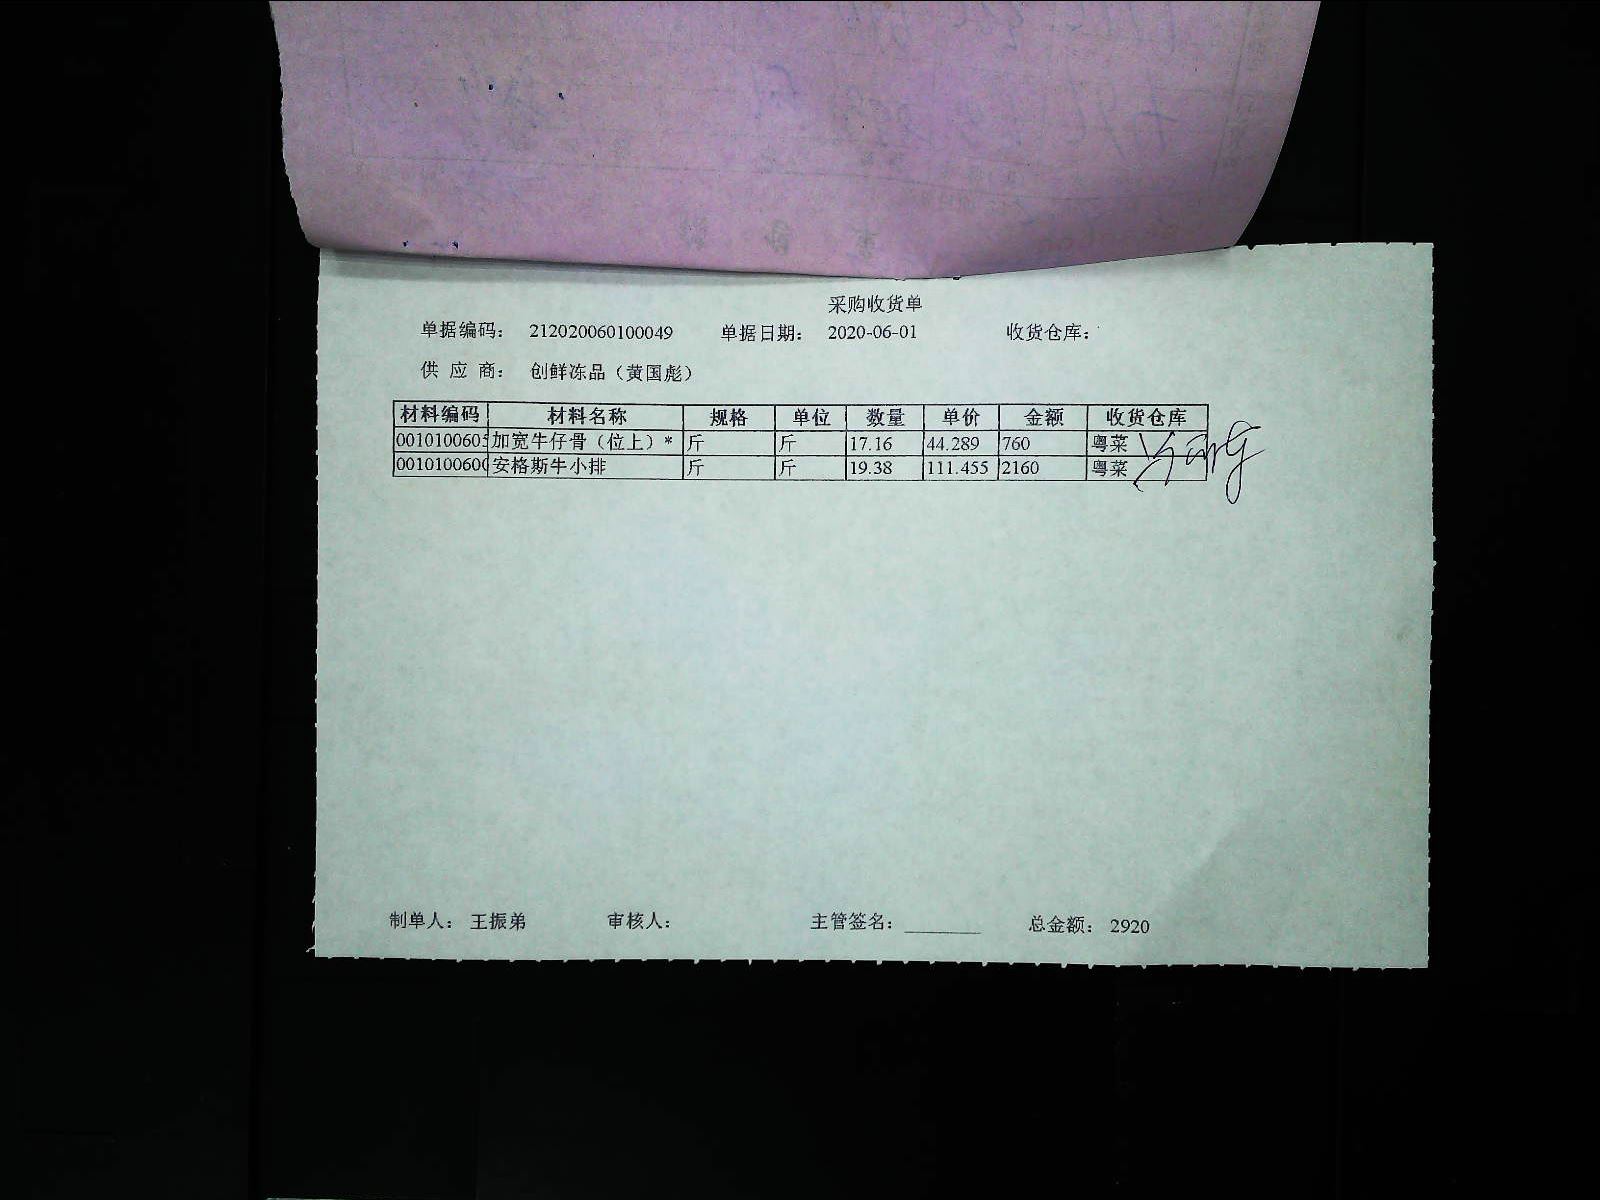 采购收货单
单据编码： 212020060100049 单据日期： 2020-06-01 收货仓库：
供 应 商： 创鲜冻品（黄国彪）
材料编码 材料名称 规格 单位 数量 单价 金额 收货仓库
001010060 加宽牛仔骨（位上）* 斤 斤 17.16 44.289 760 粤菜
001010060 安格斯牛小排 斤 斤 19.38 111.455 2160 粤菜
制单人： 王振弟 审核人： 主管签名： 总金额： 2920